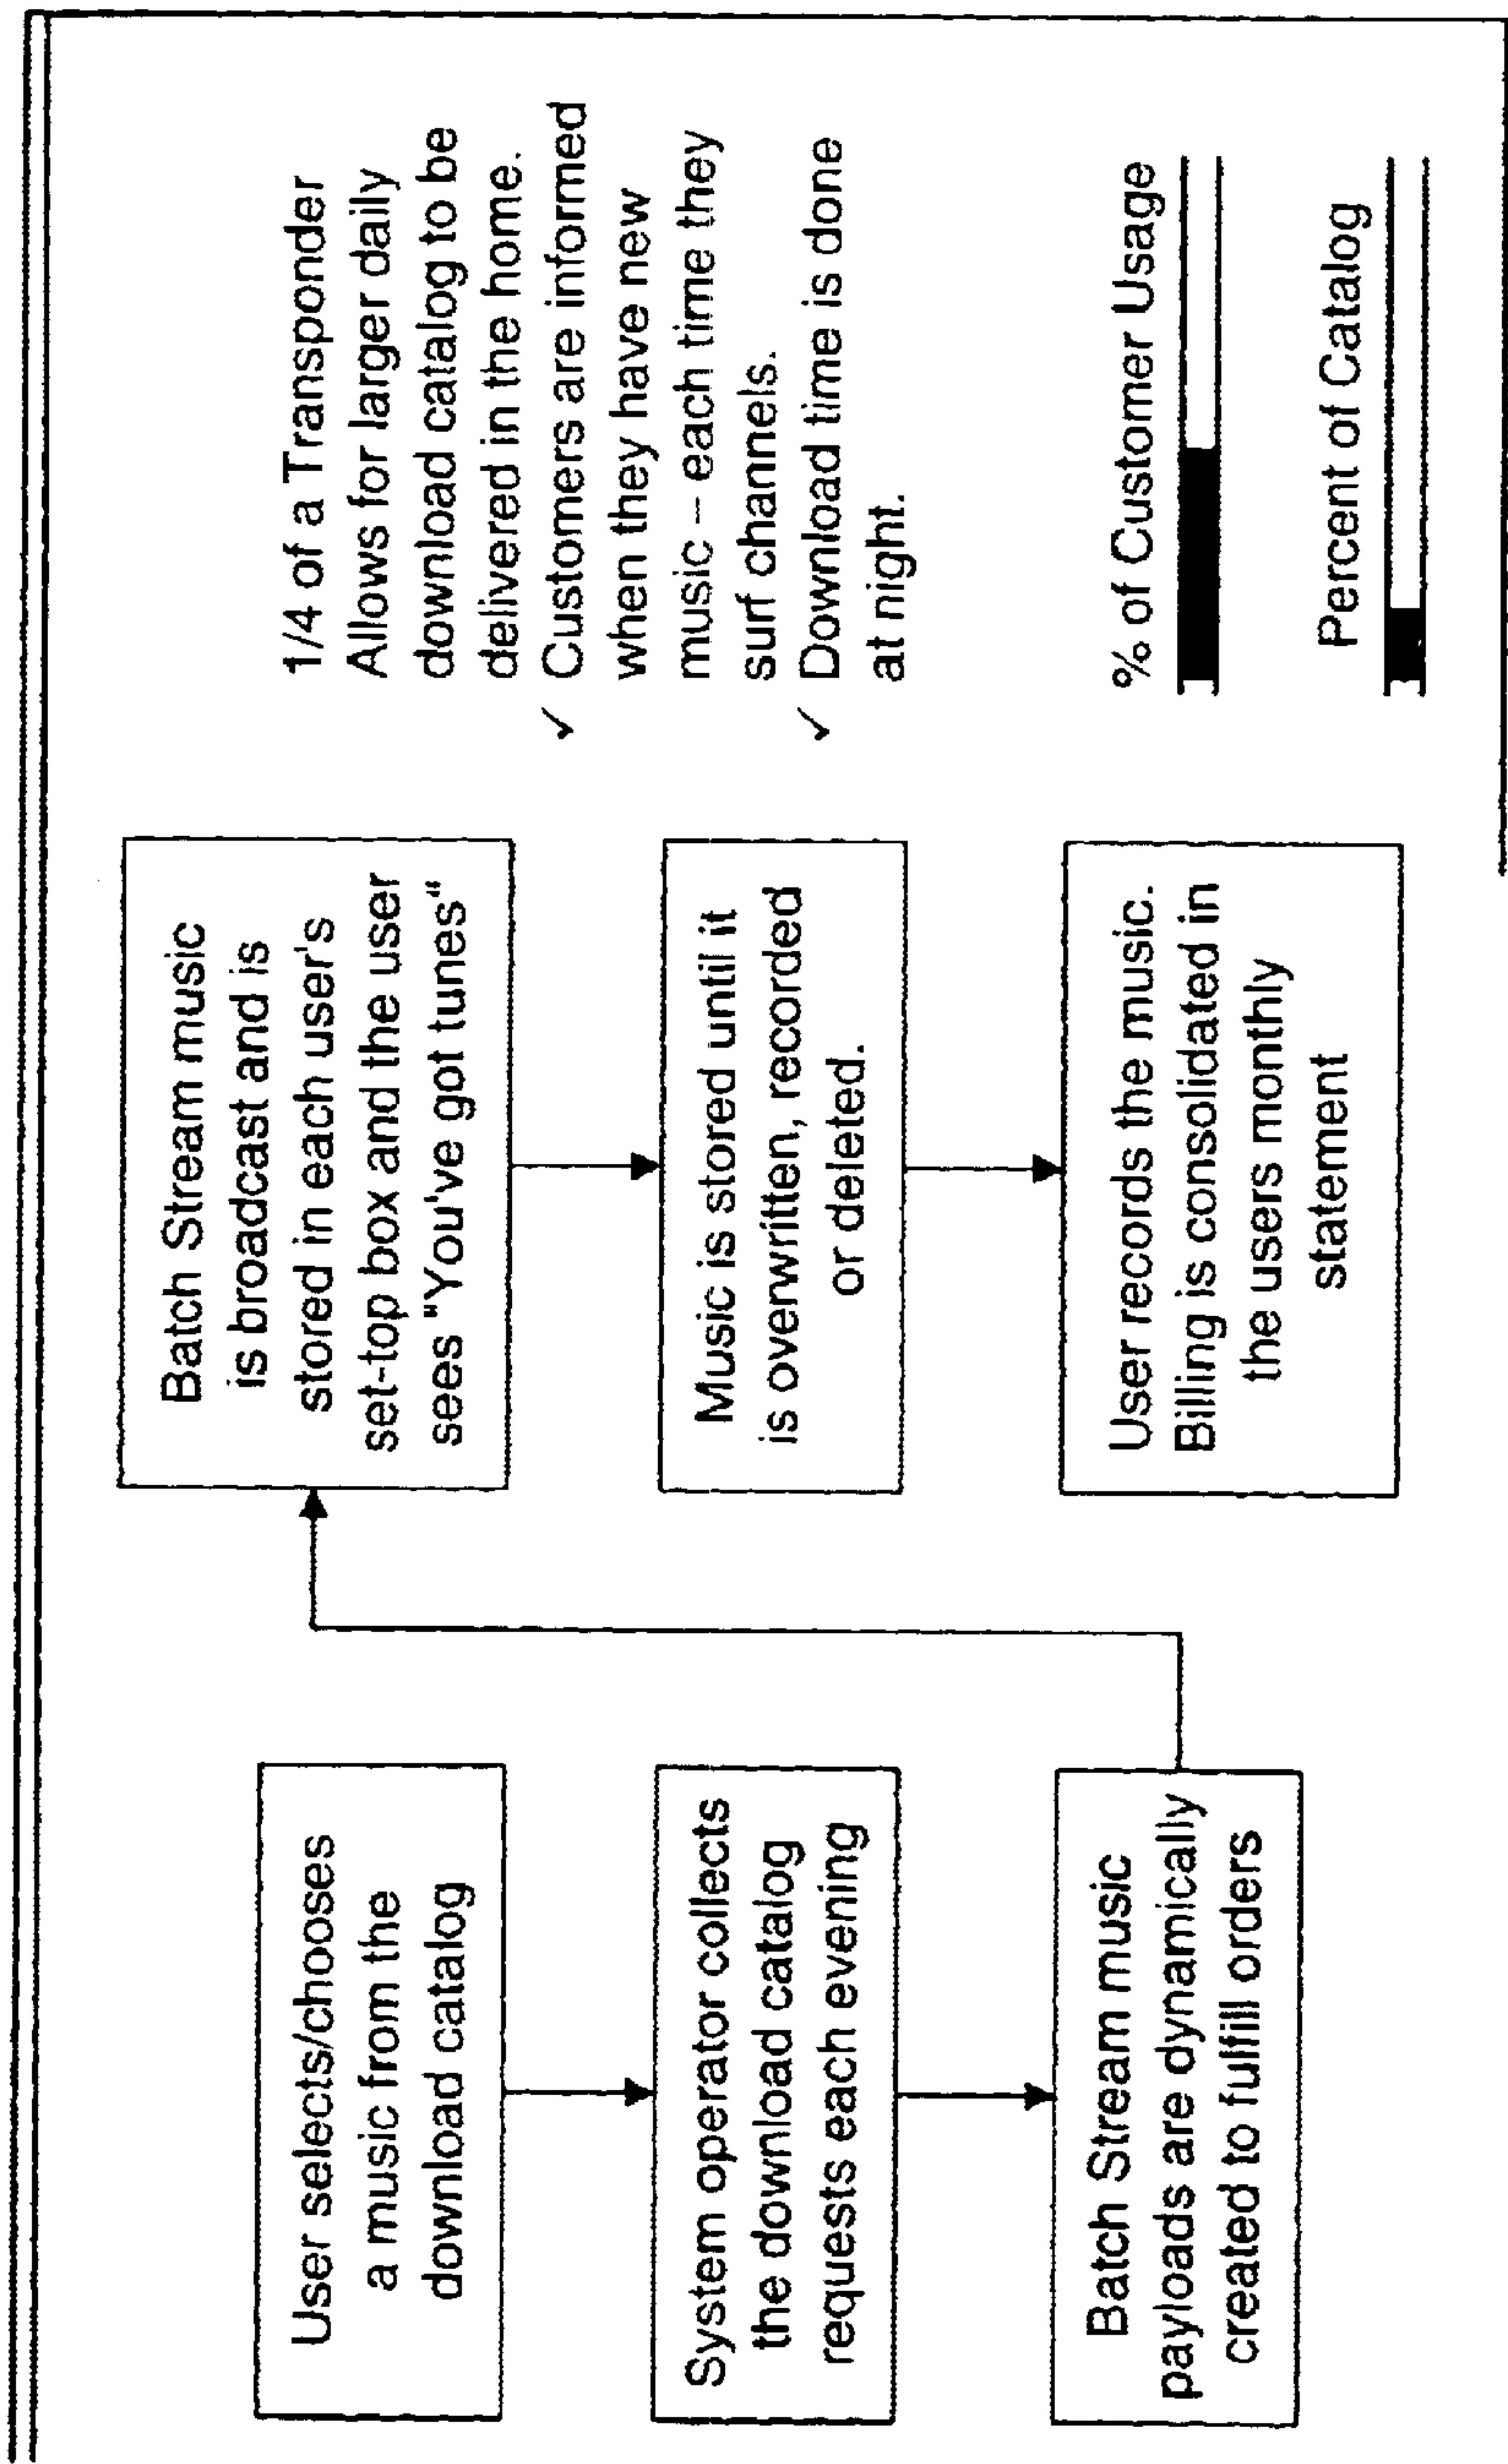 User selects/chooses
a music from the
download catalog
System operator collects
the download catalog
requests each evening
Batch Stream music
payloads are dynamically
created to fulfill orders
Batch Stream music
is broadcast and is
stored in each user's
set-top box and the user
sees "You've got tunes"
Music is stored until it
is overwritten, recorded
or deleted.
User records the music.
Billing is consolidated in
the users monthly
statement
1/4 of a Transponder
Allows for larger daily
download catalog to be
delivered in the home.
✓ Customers are informed
when they have new
music – each time they
surf channels.
✓ Download time is done
at night.
% of Customer Usage
Percent of Catalog